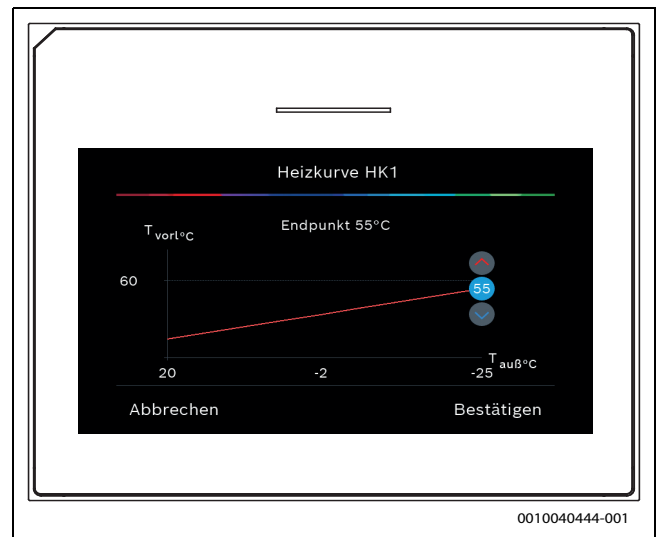 Heizkurve HK1
Endpunkt 55°C
T vorl°C
60
55
T auß°C
20 -2 -25
Abbrechen Bestätigen
0010040444-001